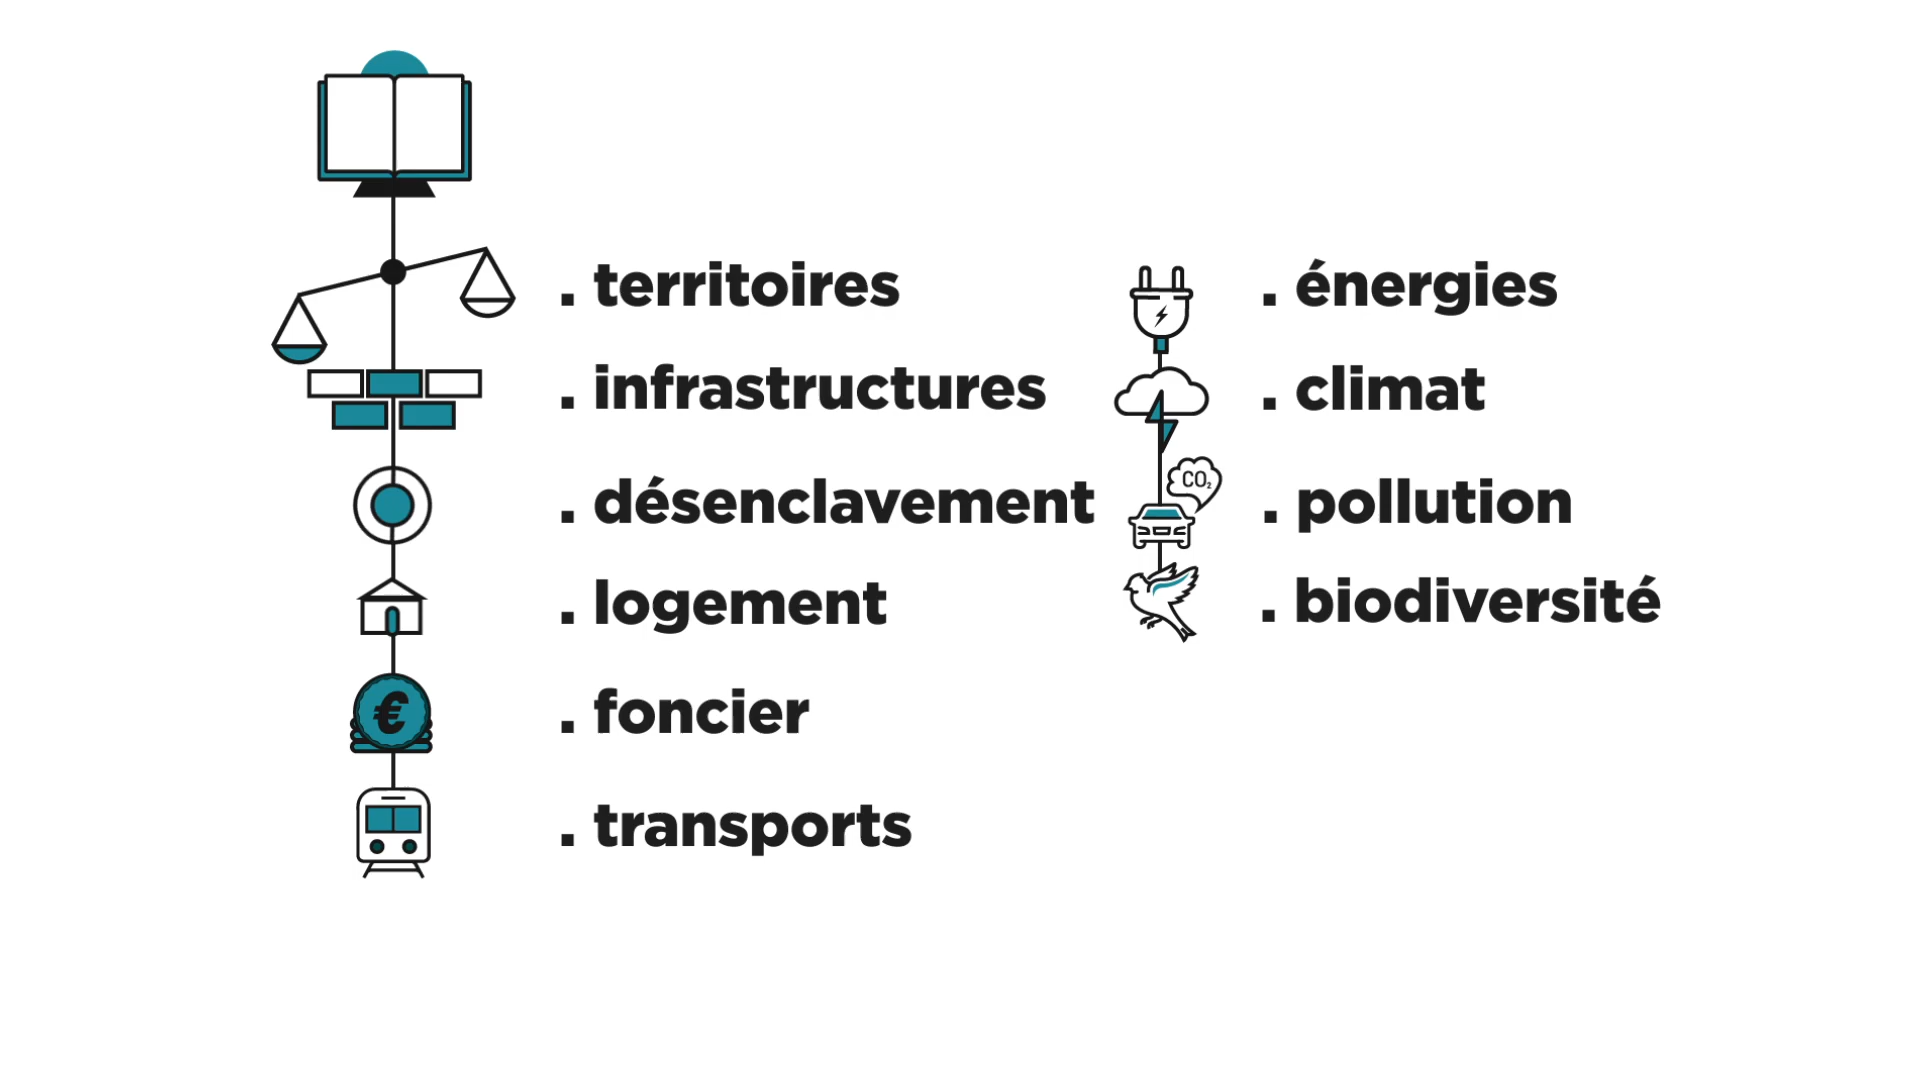 . territoires
. infrastructures
. désenclavement
. logement
€
. foncier
. transports
. énergies
. climat
CO₂
. pollution
. biodiversité